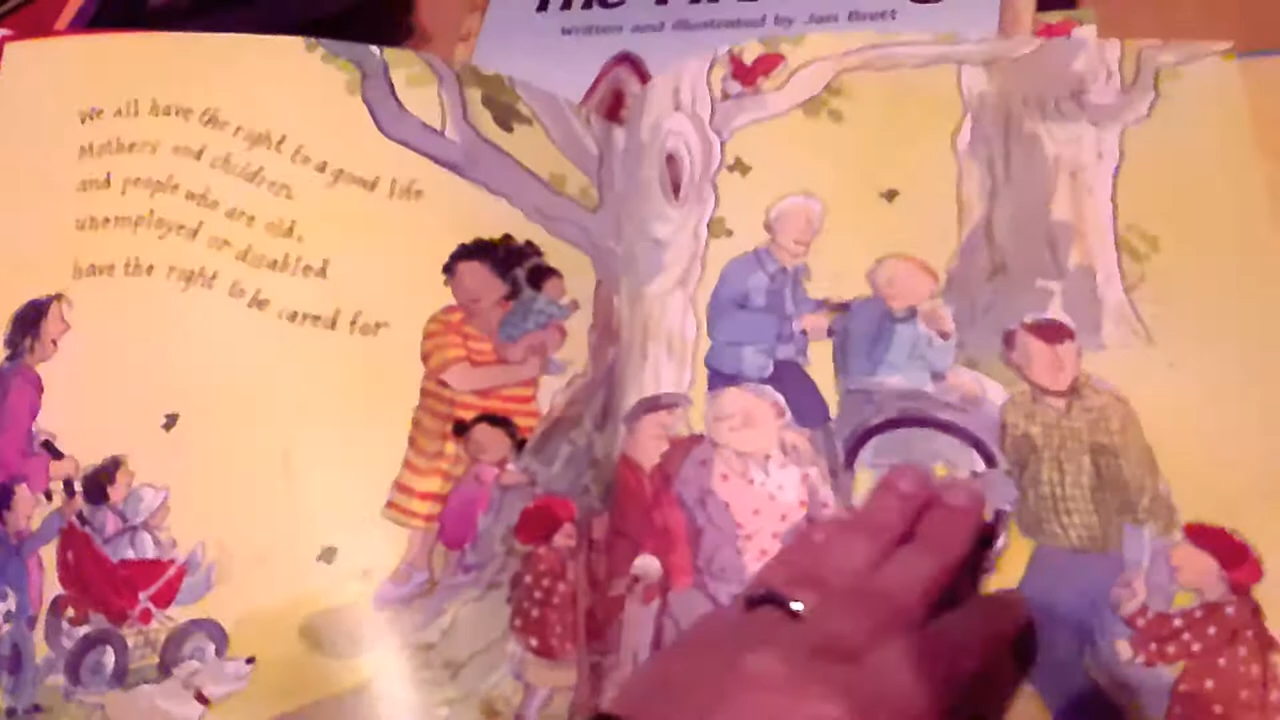 Written and illustrated by Jan Brett
We all have the right to a good life
Mothers and children
and people who are old,
unemployed or disabled
have the right to be cared for